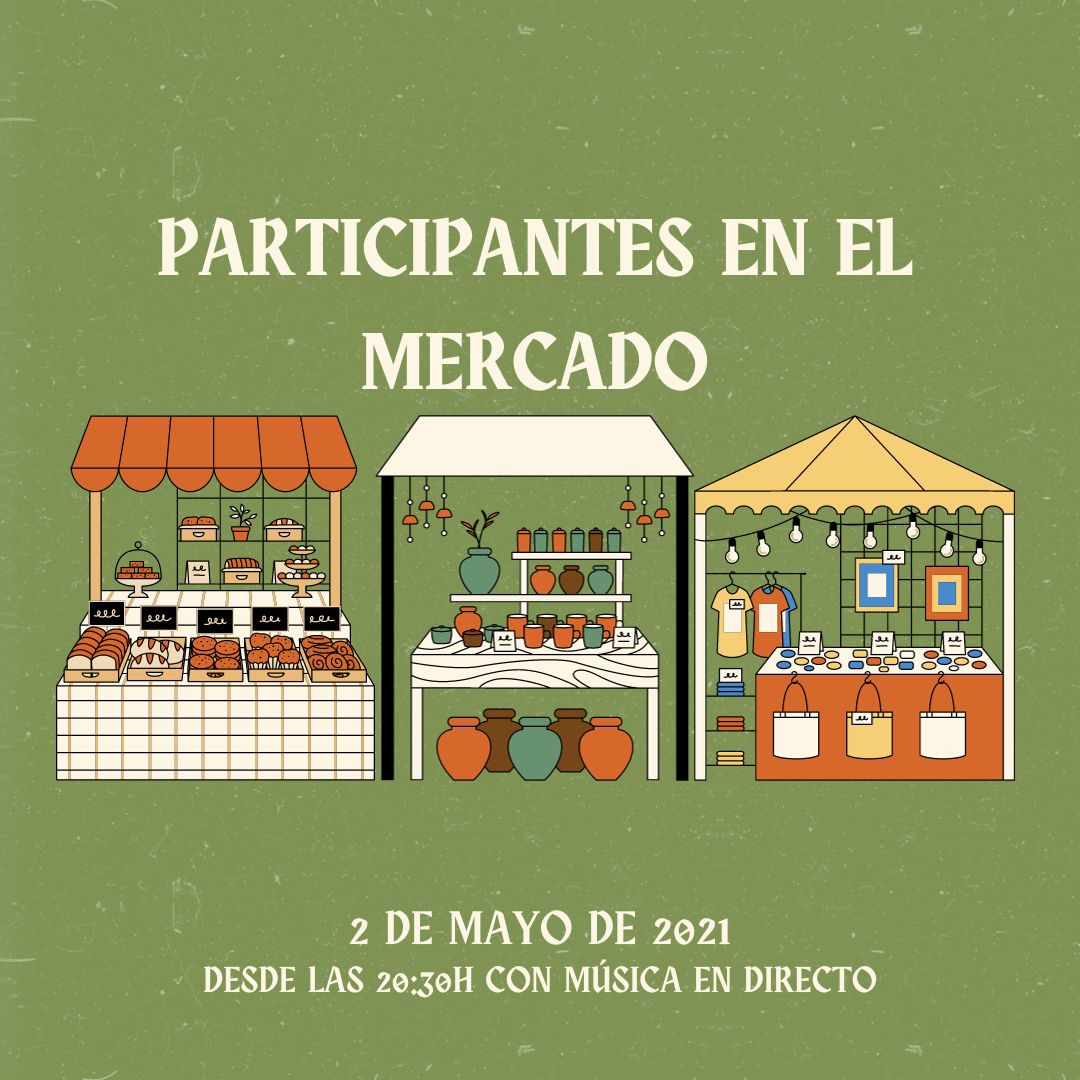 PARTICIPANTES EN EL
MERCADO
2 DE MAYO DE 2021
DESDE LAS 20:30H CON MÚSICA EN DIRECTO